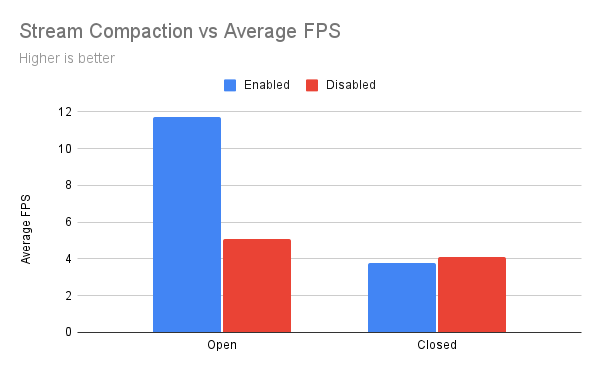 Stream Compaction vs Average FPS
Higher is better
Enabled Disabled
Average FPS
12
10
8
6
4
2
0
Open Closed